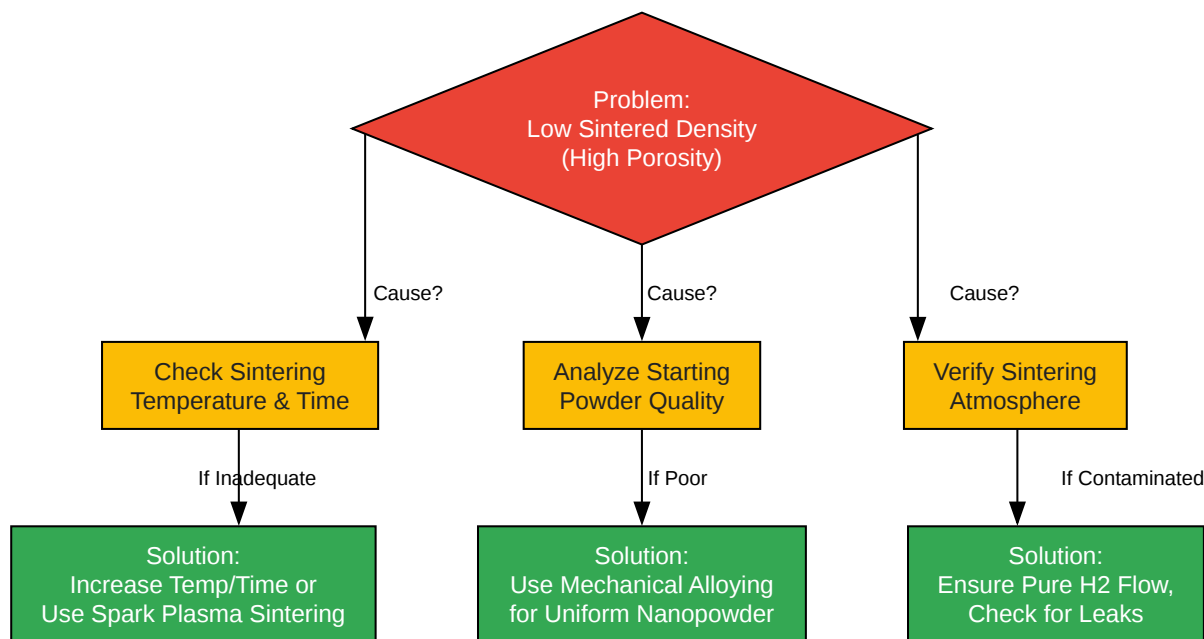 Problem:
Low Sintered Density
(High Porosity)
Cause?
Cause?
Cause?
Check Sintering
Temperature & Time
Analyze Starting
Powder Quality
Verify Sintering
Atmosphere
If Inadequate
If Poor
If Contaminated
Solution:
Increase Temp/Time or
Use Spark Plasma Sintering
Solution:
Use Mechanical Alloying
for Uniform Nanopowder
Solution:
Ensure Pure H2 Flow,
Check for Leaks